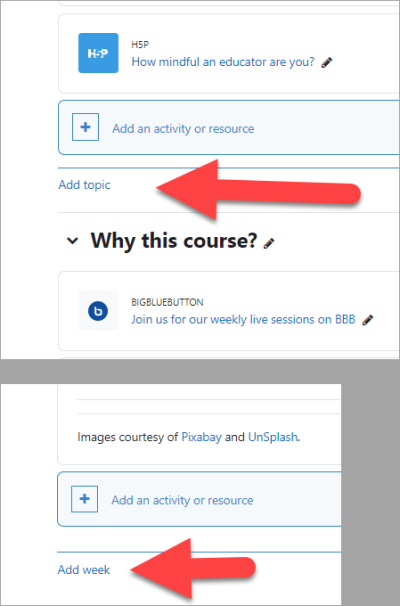 H5P
H5P
How mindful an educator are you?
+ Add an activity or resource
Add topic
Why this course?
b
BIGBLUEBUTTON
Join us for our weekly live sessions on BBB
Images courtesy of Pixabay and UnSplash.
+ Add an activity or resource
Add week